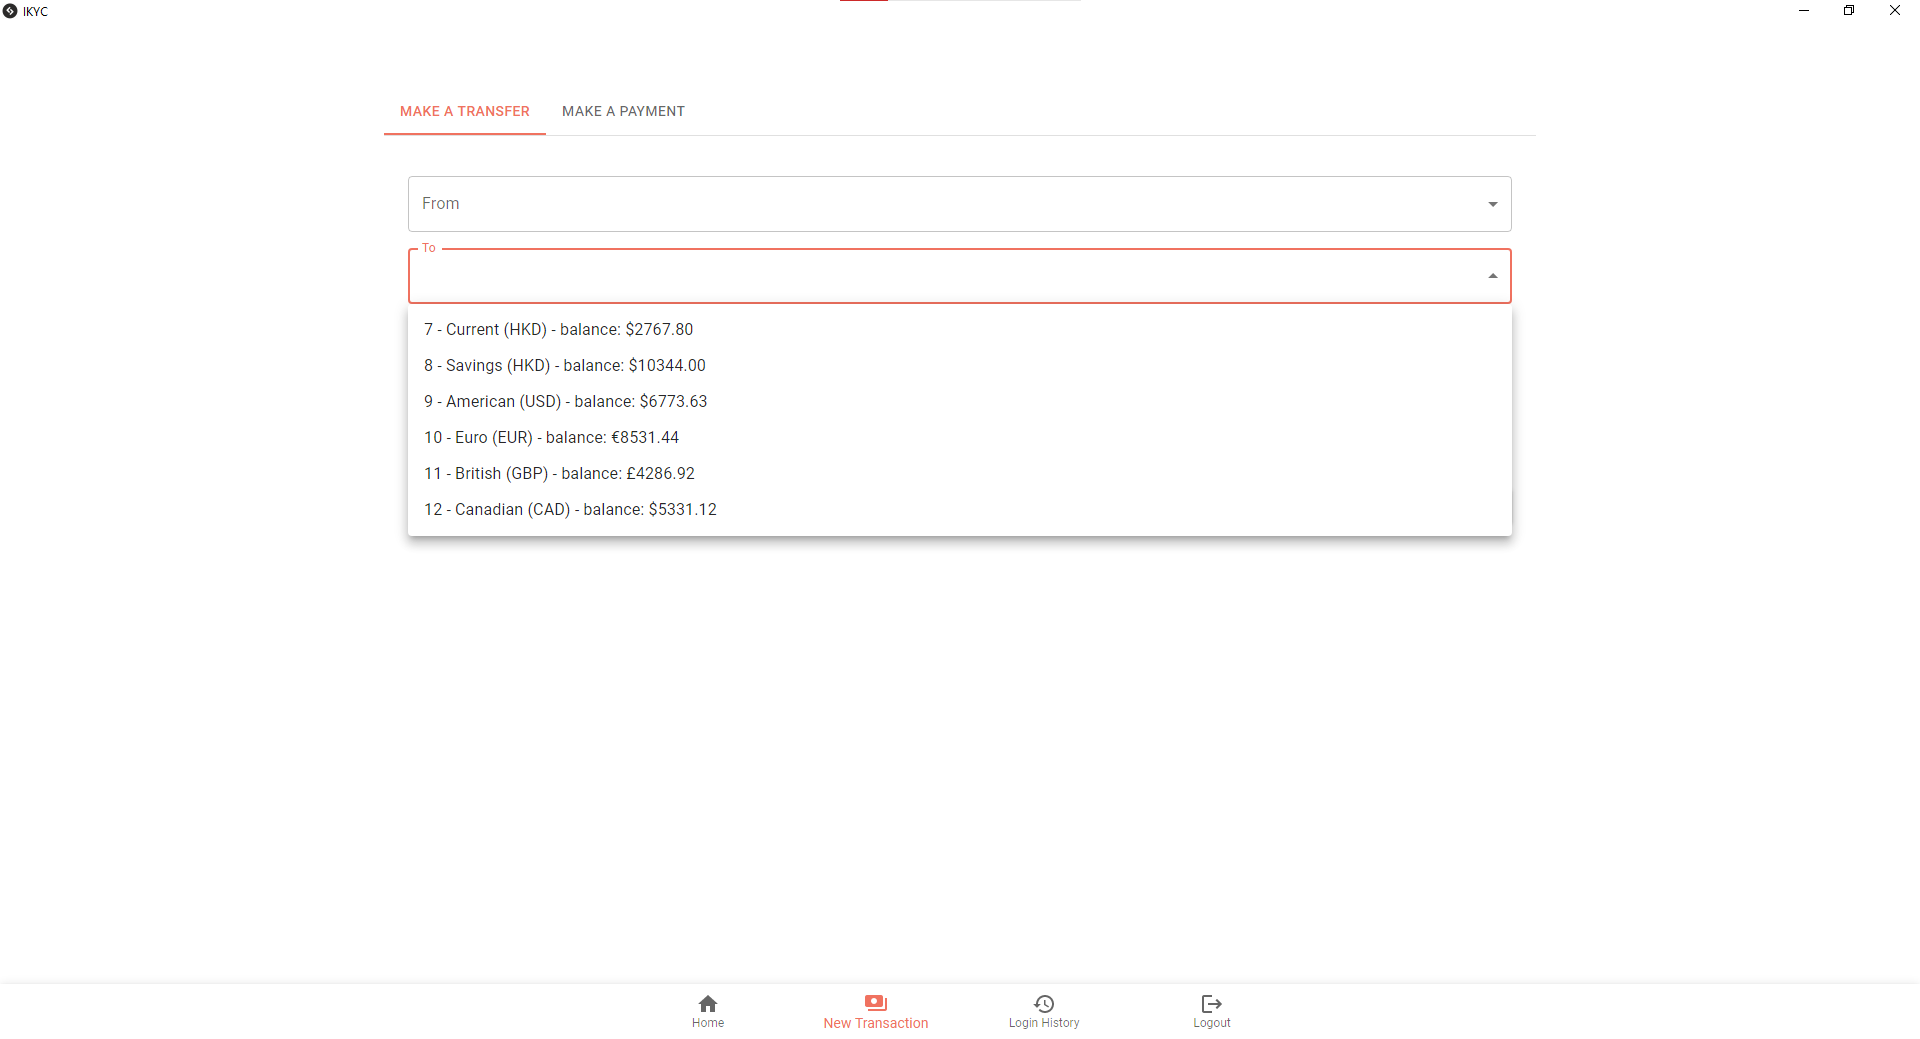 IKYC
MAKE A TRANSFER
MAKE A PAYMENT
From
To
7 - Current (HKD) - balance: $2767.80
8 - Savings (HKD) - balance: $10344.00
9 - American (USD) - balance: $6773.63
10 - Euro (EUR) - balance: €8531.44
11 - British (GBP) - balance: £4286.92
12 - Canadian (CAD) - balance: $5331.12
Home
New Transaction
Login History
Logout